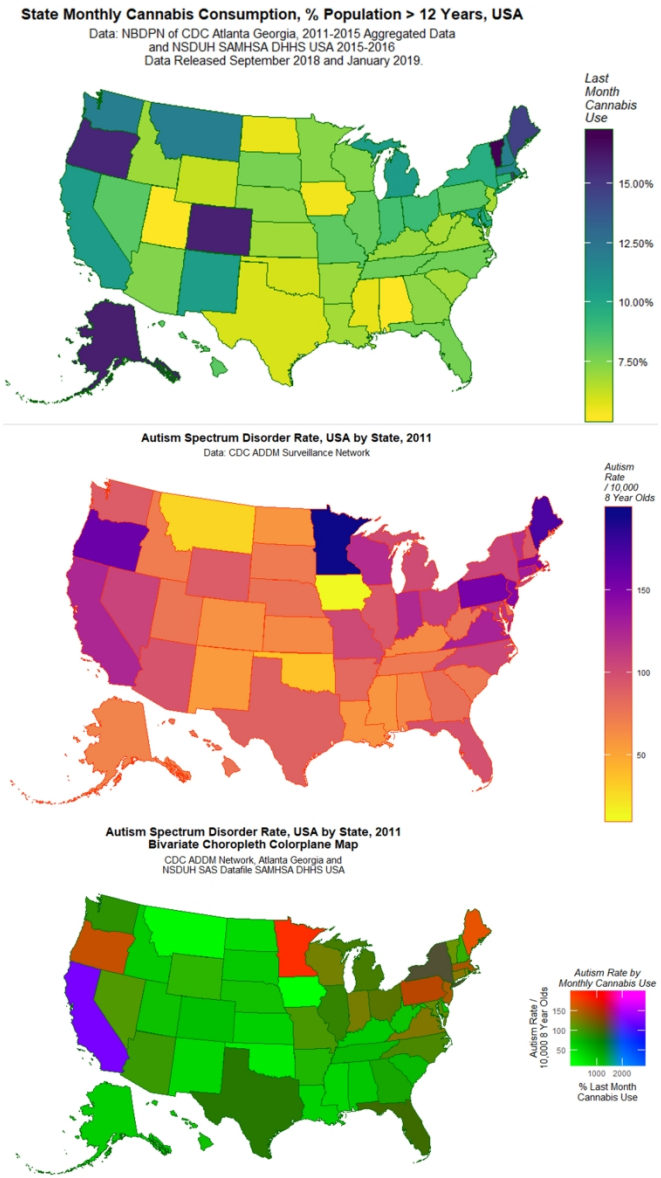 State Monthly Cannabis Consumption, % Population > 12 Years, USA
Data: NBDPN of CDC Atlanta Georgia, 2011-2015 Aggregated Data
and NSDUH SAMHSA DHHS USA 2015-2016
Data Released September 2018 and January 2019.
Last
Month
Cannabis
Use
15.00%
12.50%
10.00%
7.50%
Autism Spectrum Disorder Rate, USA by State, 2011
Data: CDC ADDM Surveillance Network
Autism
Rate
/ 10,000
8 Year Olds
150
100
50
Autism Spectrum Disorder Rate, USA by State, 2011
Bivariate Choropleth Colorplane Map
CDC ADDM Network, Atlanta Georgia and
NSDUH SAS Datafile SAMHSA DHHS USA
Autism Rate by
Monthly Cannabis Use
Autism Rate /
10,000 8 Year Olds
150
100
50
1000 2000
% Last Month
Cannabis Use